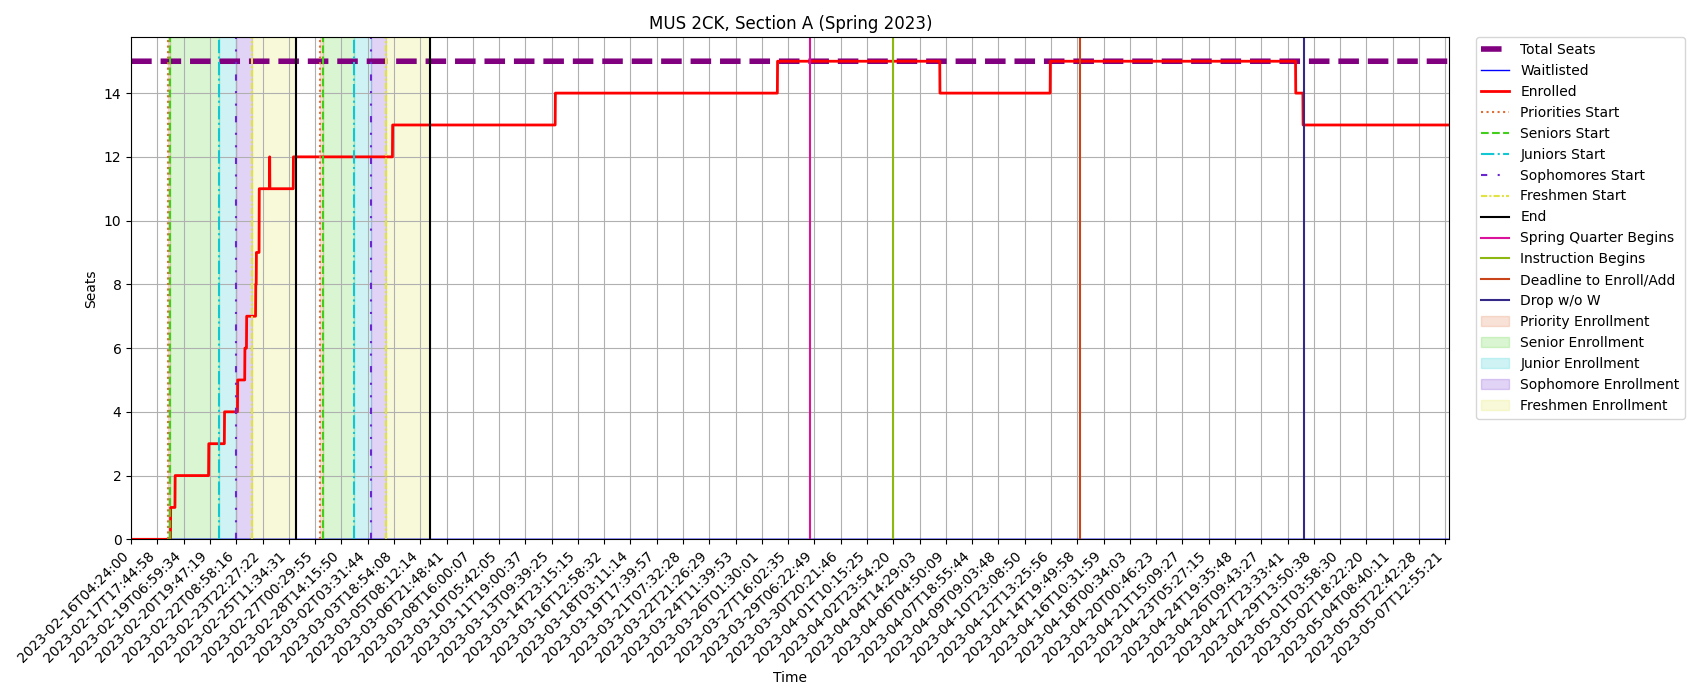 MUS 2CK, Section A (Spring 2023)
Seats
14
12
10
8
6
4
2
0
2023-02-16T04:24:00
2023-02-17T17:44:58
2023-02-19T06:59:34
2023-02-20T19:47:19
2023-02-22T08:58:16
2023-02-23T22:27:22
2023-02-25T11:34:31
2023-02-27T00:29:55
2023-02-28T14:15:50
2023-03-02T03:31:44
2023-03-03T18:54:08
2023-03-05T08:12:14
2023-03-06T21:48:41
2023-03-08T16:00:07
2023-03-10T05:42:05
2023-03-11T19:00:37
2023-03-13T09:39:25
2023-03-14T23:15:15
2023-03-16T12:58:32
2023-03-18T03:11:14
2023-03-19T17:39:57
2023-03-21T07:32:28
2023-03-22T21:26:29
2023-03-24T11:39:53
2023-03-26T01:30:01
2023-03-27T16:02:35
2023-03-29T06:22:49
2023-03-30T20:21:46
2023-04-01T10:15:25
2023-04-02T23:54:20
2023-04-04T14:29:03
2023-04-06T04:50:09
2023-04-07T18:55:44
2023-04-09T09:03:48
2023-04-10T23:08:50
2023-04-12T13:25:56
2023-04-14T19:49:58
2023-04-16T10:31:59
2023-04-18T00:34:03
2023-04-20T00:46:23
2023-04-21T15:09:27
2023-04-23T05:27:15
2023-04-24T19:35:48
2023-04-26T09:43:27
2023-04-27T23:33:41
2023-04-29T13:50:38
2023-05-01T03:58:30
2023-05-02T18:22:20
2023-05-04T08:40:11
2023-05-05T22:42:28
2023-05-07T12:55:21
Time
Total Seats
Waitlisted
Enrolled
Priorities Start
Seniors Start
Juniors Start
Sophomores Start
Freshmen Start
End
Spring Quarter Begins
Instruction Begins
Deadline to Enroll/Add
Drop w/o W
Priority Enrollment
Senior Enrollment
Junior Enrollment
Sophomore Enrollment
Freshmen Enrollment